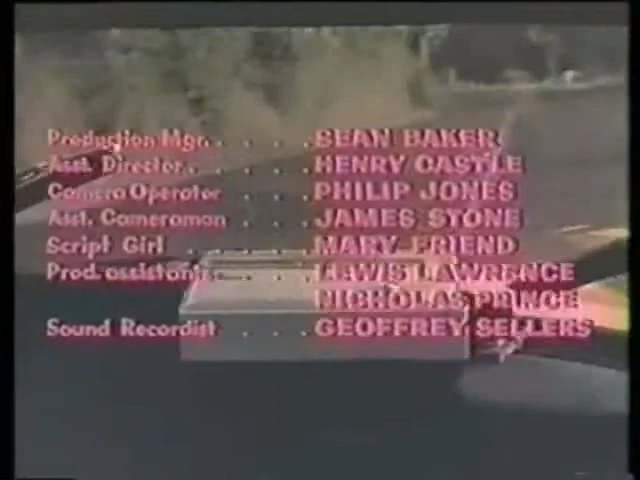 Production Mgr. . . . . SEAN BAKER
Asst. Director. . . . . HENRY CASTLE
Camera Operator . . . PHILIP JONES
Asst. Cameraman . . . JAMES STONE
Script Girl . . . . . MARY FRIEND
Prod. assistants . . . LEWIS LAWRENCE
NICHOLAS PRINCE
Sound Recordist . . . . GEOFFREY SELLERS